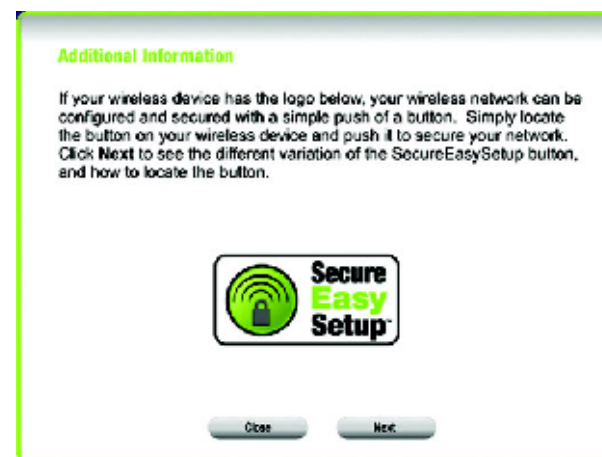 Additional Information
If your wireless device has the logo below, your wireless network can be
configured and secured with a simple push of a button. Simply locate
the button on your wireless device and push it to secure your network.
Click Next to see the different variation of the SecureEasySetup button,
and how to locate the button.
Secure
Easy
Setup™
Close Next